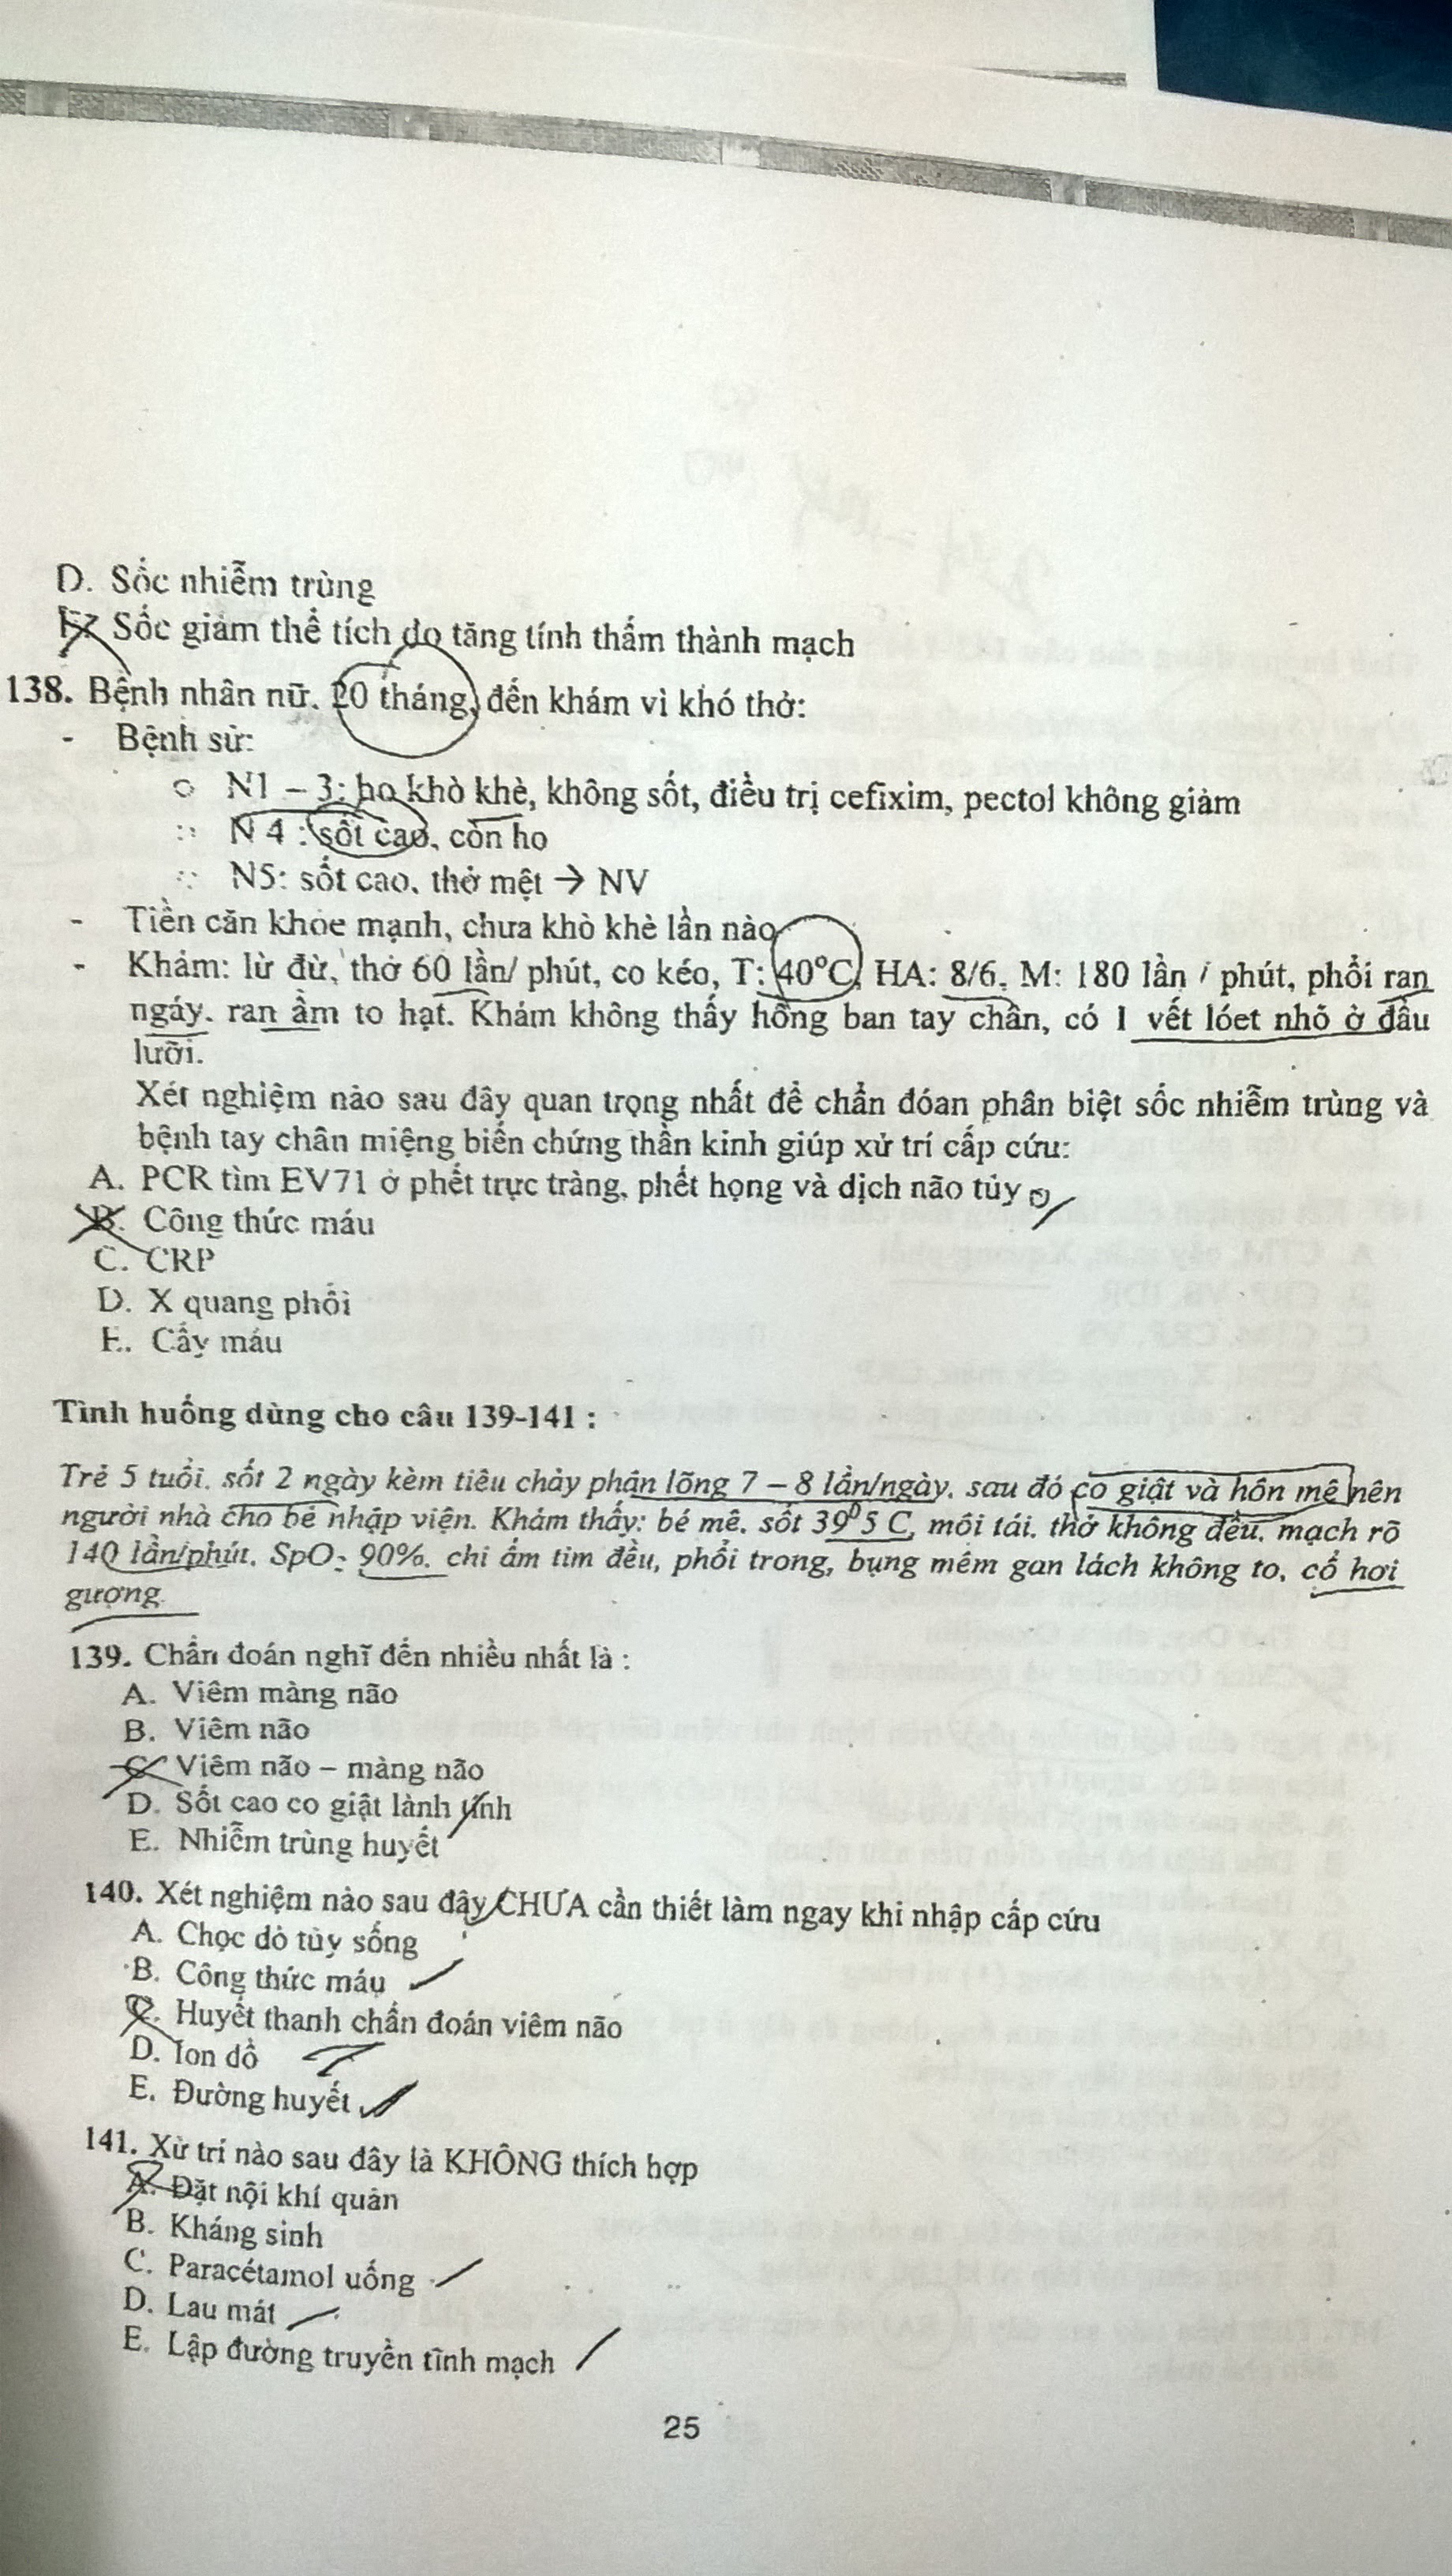 D. Sốc nhiễm trùng
E. Sốc giảm thể tích do tăng tính thấm thành mạch
138. Bệnh nhân nữ, 20 tháng, đến khám vì khó thở:
- Bệnh sử:
N1 – 3: ho khò khè, không sốt, điều trị cefixim, pectol không giảm
N 4 : sốt cao, còn ho
N5: sốt cao, thở mệt → NV
- Tiền căn khỏe mạnh, chưa khò khè lần nào
- Khám: lừ đừ, thở 60 lần/ phút, co kéo, T: 40°C, HA: 8/6, M: 180 lần / phút, phổi ran
ngáy, ran ầm to hạt. Khám không thấy hồng ban tay chân, có 1 vết lóet nhỏ ở đầu
lưỡi.
Xét nghiệm nào sau đây quan trọng nhất để chẩn đóan phân biệt sốc nhiễm trùng và
bệnh tay chân miệng biến chứng thần kinh giúp xử trí cấp cứu:
A. PCR tìm EV71 ở phết trực tràng, phết họng và dịch não tủy
B. Công thức máu
C. CRP
D. X quang phổi
E. Cấy máu
Tình huống dùng cho câu 139-141 :
Trẻ 5 tuổi, sốt 2 ngày kèm tiêu chảy phân lõng 7 – 8 lần/ngày, sau đó co giật và hôn mê nên
người nhà cho bé nhập viện. Khám thấy: bé mê, sốt 39⁰5 C, môi tái, thở không đều, mạch rõ
140 lần/phút, SpO₂ 90%, chi ấm tim đều, phổi trong, bụng mềm gan lách không to, cổ hơi
gượng.
139. Chẩn đoán nghĩ đến nhiều nhất là :
A. Viêm màng não
B. Viêm não
C. Viêm não – màng não
D. Sốt cao co giật lành tính
E. Nhiễm trùng huyết
140. Xét nghiệm nào sau đây CHƯA cần thiết làm ngay khi nhập cấp cứu
A. Chọc dò tủy sống
B. Công thức máu
C. Huyết thanh chẩn đoán viêm não
D. Ion đồ
E. Đường huyết
141. Xử trí nào sau đây là KHÔNG thích hợp
A. Đặt nội khí quản
B. Kháng sinh
C. Paracétamol uống
D. Lau mát
E. Lập đường truyền tĩnh mạch
25